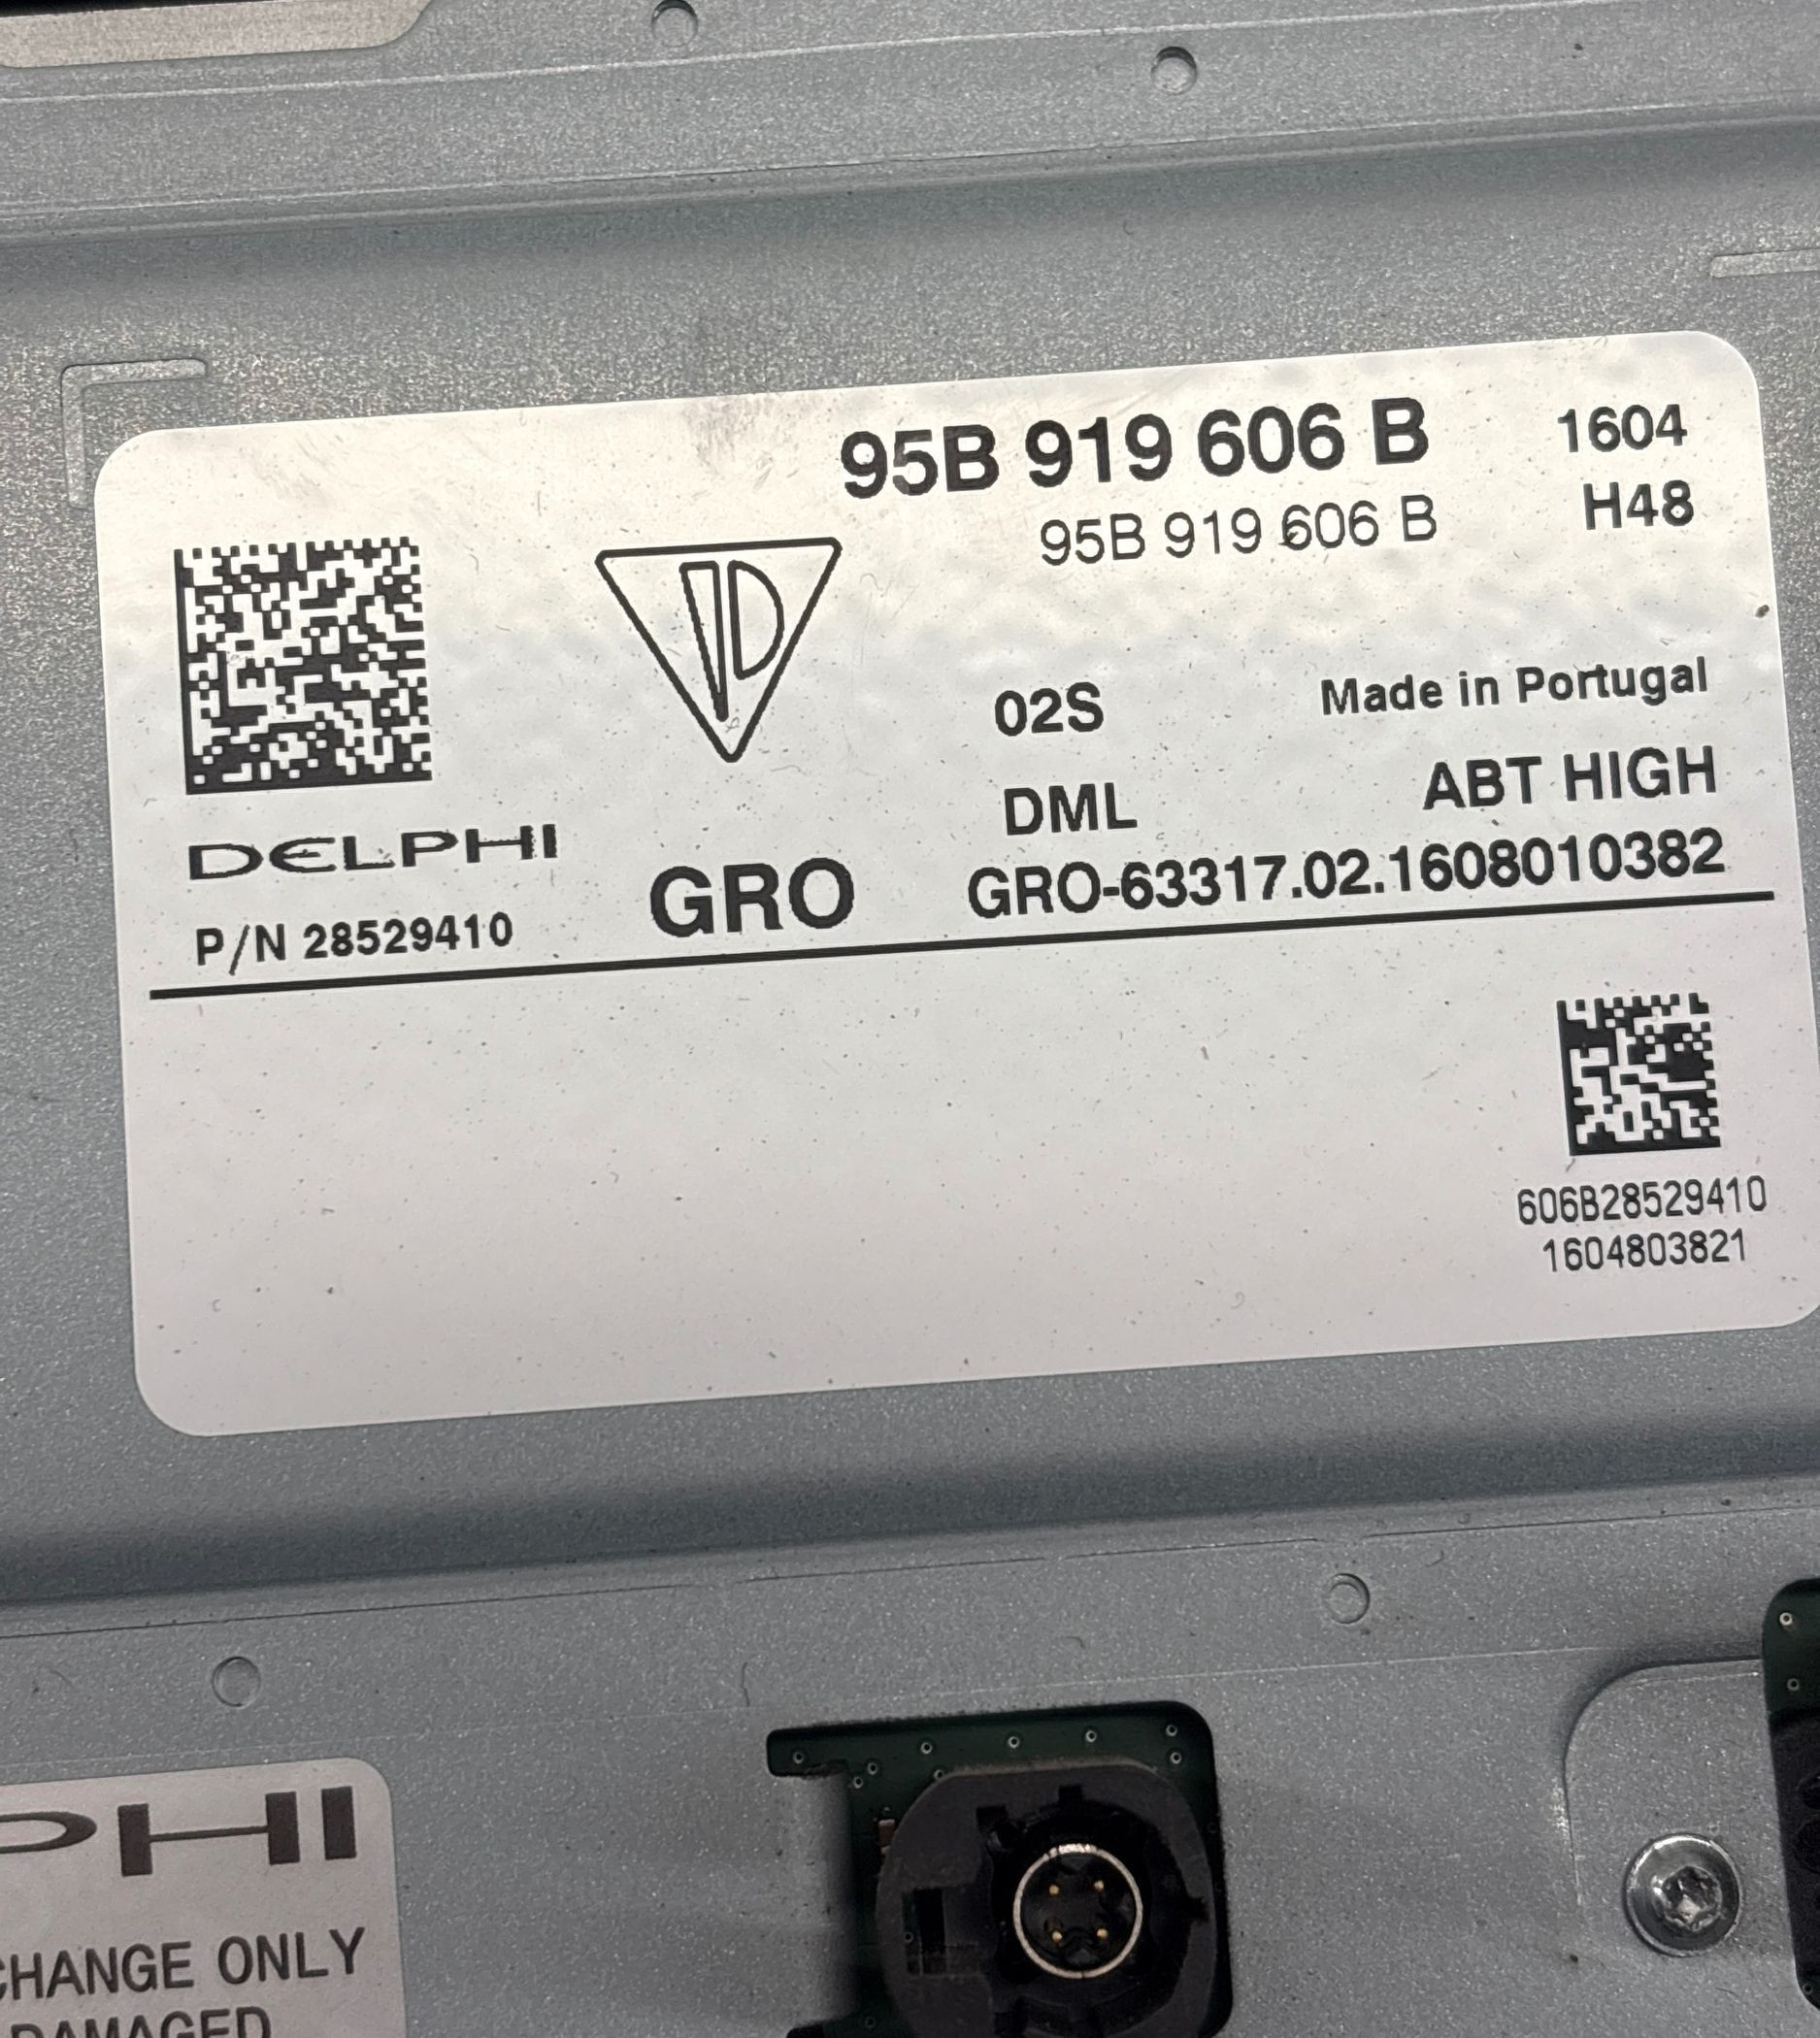 95B 919 606 B 1604
95B 919 606 B H48
02S Made in Portugal
DML ABT HIGH
DELPHI
P/N 28529410 GRO GRO-63317.02.1608010382
606B28529410
1604803821
PHI
CHANGE ONLY
DAMAGED